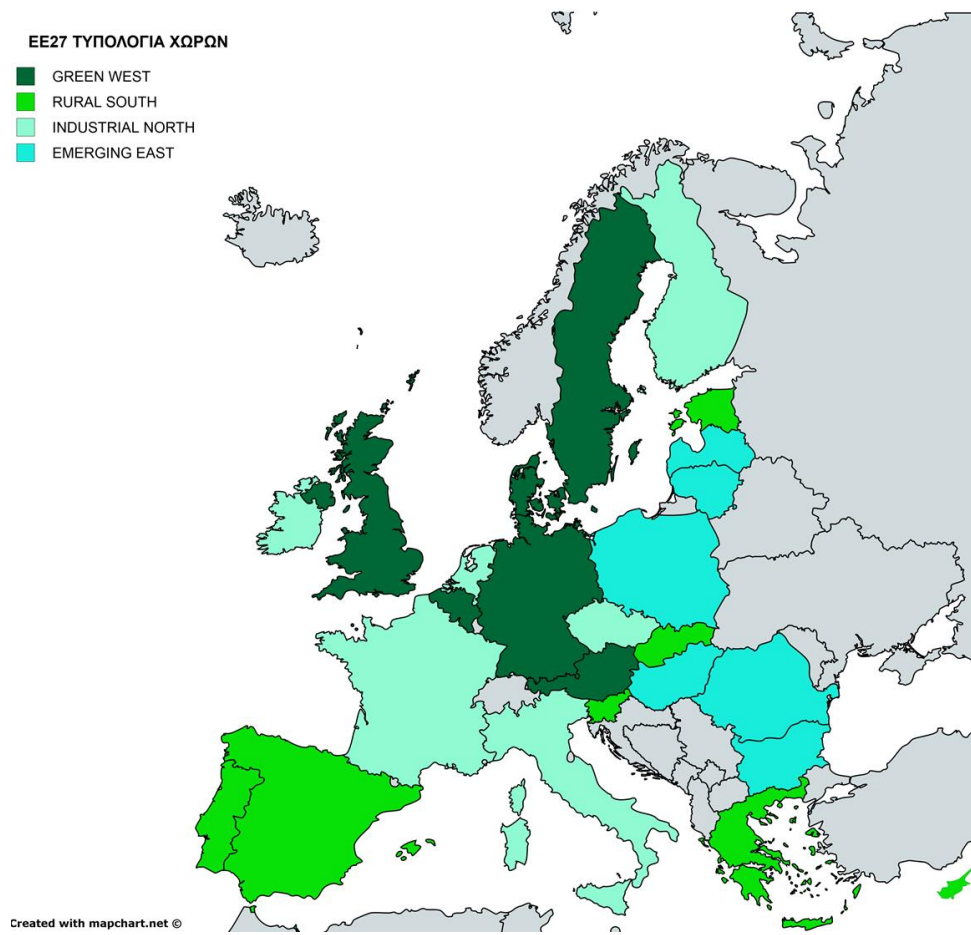 ΕΕ27 ΤΥΠΟΛΟΓΙΑ ΧΩΡΩΝ
GREEN WEST
RURAL SOUTH
INDUSTRIAL NORTH
EMERGING EAST
Created with mapchart.net ©